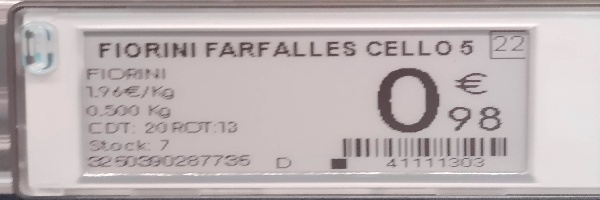 FIORINI FARFALLES CELLO 5 22
FIORINI
1.96€/Kg
0.500 Kg
CDT: 20 ROT:13
Stock: 7
3250390287735 D
0 € 98
41111303